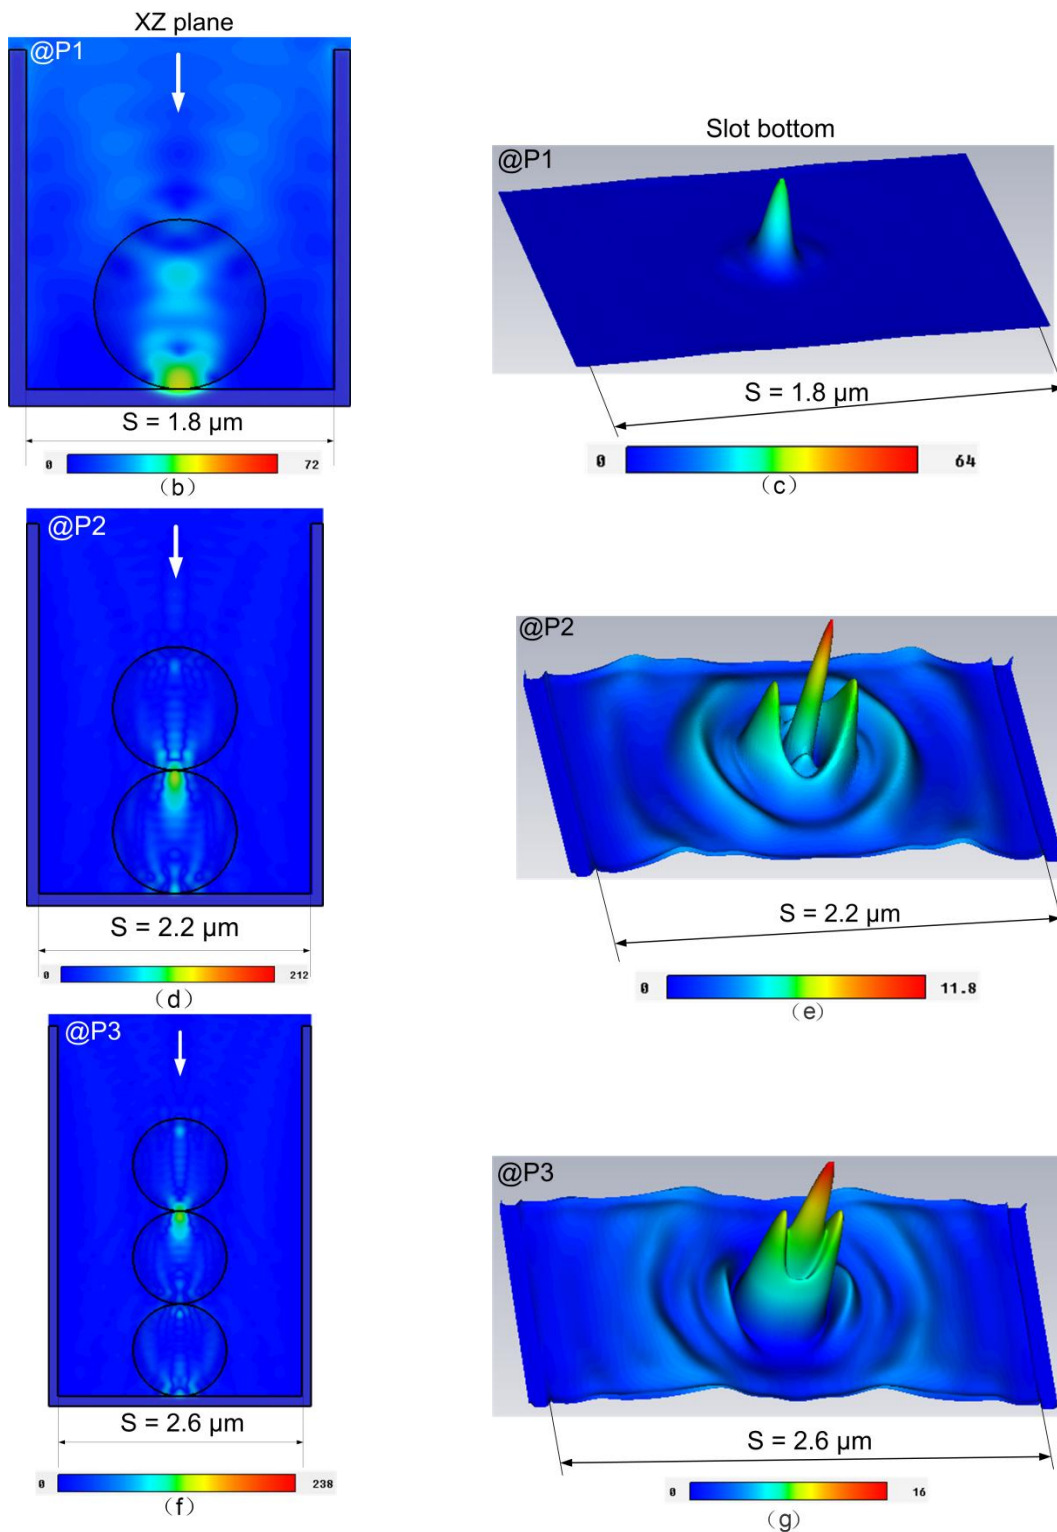 XZ plane
@P1
S = 1.8 µm
0 72
（b）
Slot bottom
@P1
S = 1.8 µm
0 64
（c）
@P2
S = 2.2 µm
0 212
（d）
@P2
S = 2.2 µm
0 11.8
（e）
@P3
S = 2.6 µm
0 238
（f）
@P3
S = 2.6 µm
0 16
（g）